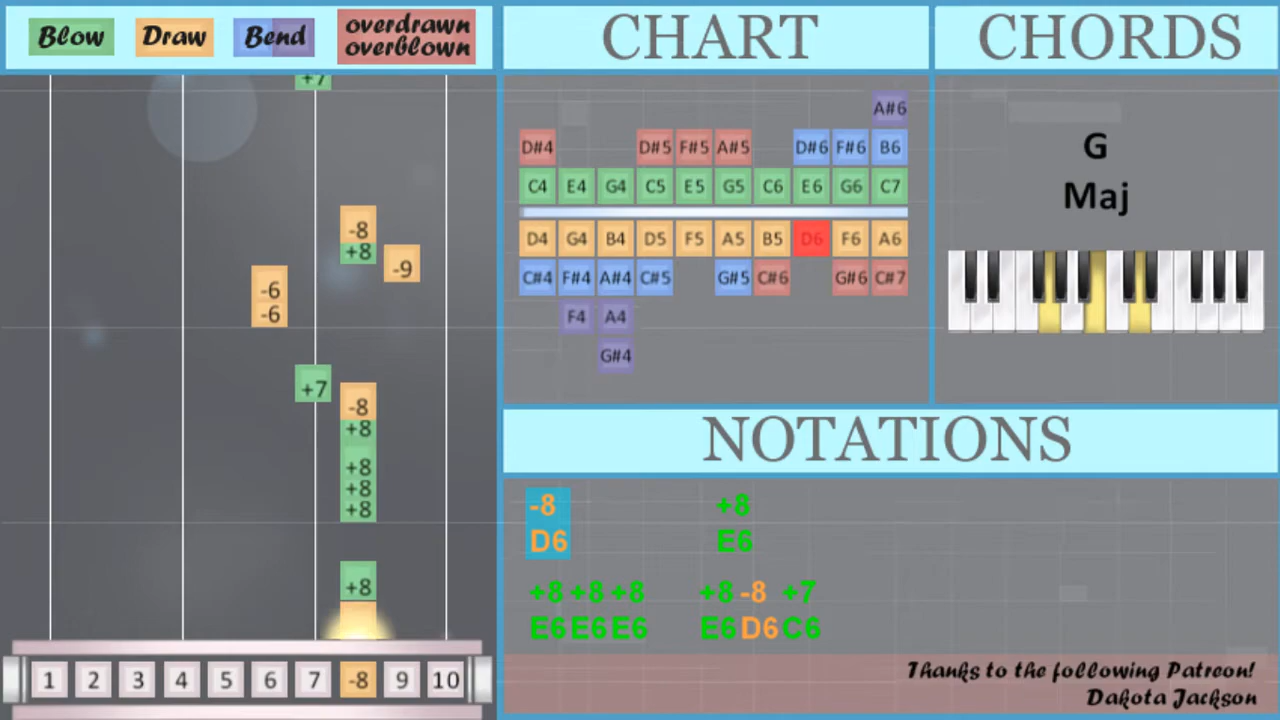 Blow Draw Bend overdrawn
overblown
CHART
CHORDS
+7
-8
+8
-9
-6
-6
+7
-8
+8
+8
+8
+8
+8
1 2 3 4 5 6 7 -8 9 10
A#6
D#4 D#5 F#5 A#5 D#6 F#6 B6
C4 E4 G4 C5 E5 G5 C6 E6 G6 C7
D4 G4 B4 D5 F5 A5 B5 D6 F6 A6
C#4 F#4 A#4 C#5 G#5 C#6 G#6 C#7
F4 A4
G#4
G
Maj
NOTATIONS
-8 +8
D6 E6
+8 +8 +8 +8 -8 +7
E6 E6 E6 E6 D6 C6
Thanks to the following Patreon!
Dakota Jackson